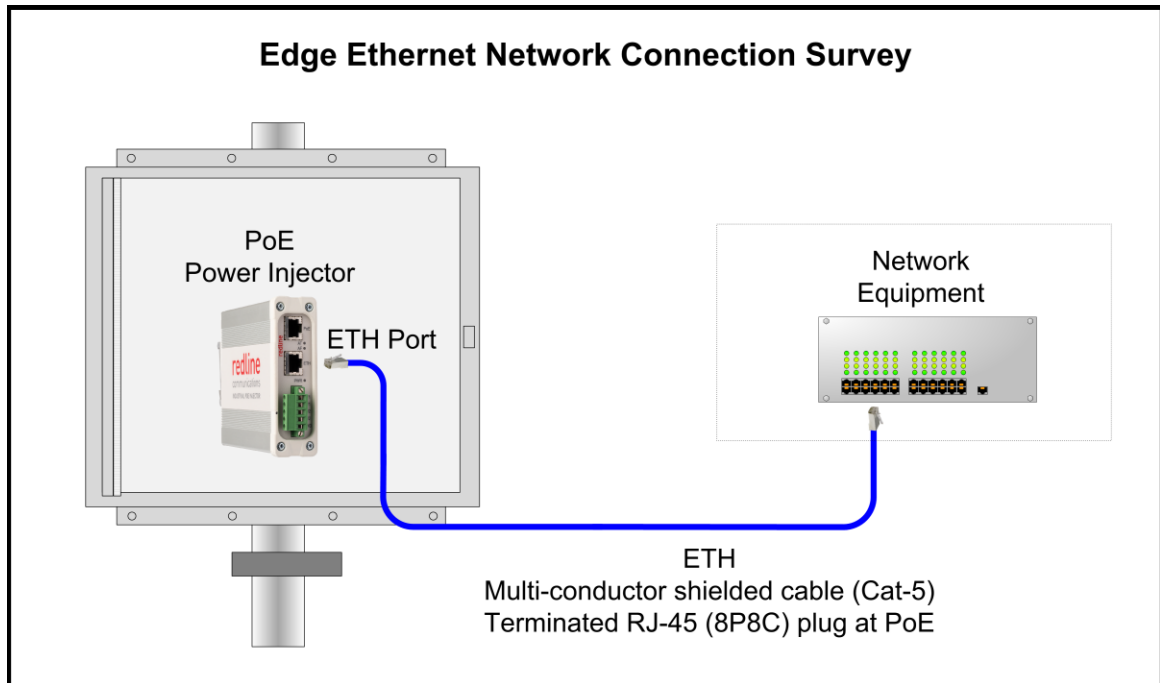 Edge Ethernet Network Connection Survey
PoE
Power Injector
ETH Port
redline
communications
Network
Equipment
ETH
Multi-conductor shielded cable (Cat-5)
Terminated RJ-45 (8P8C) plug at PoE